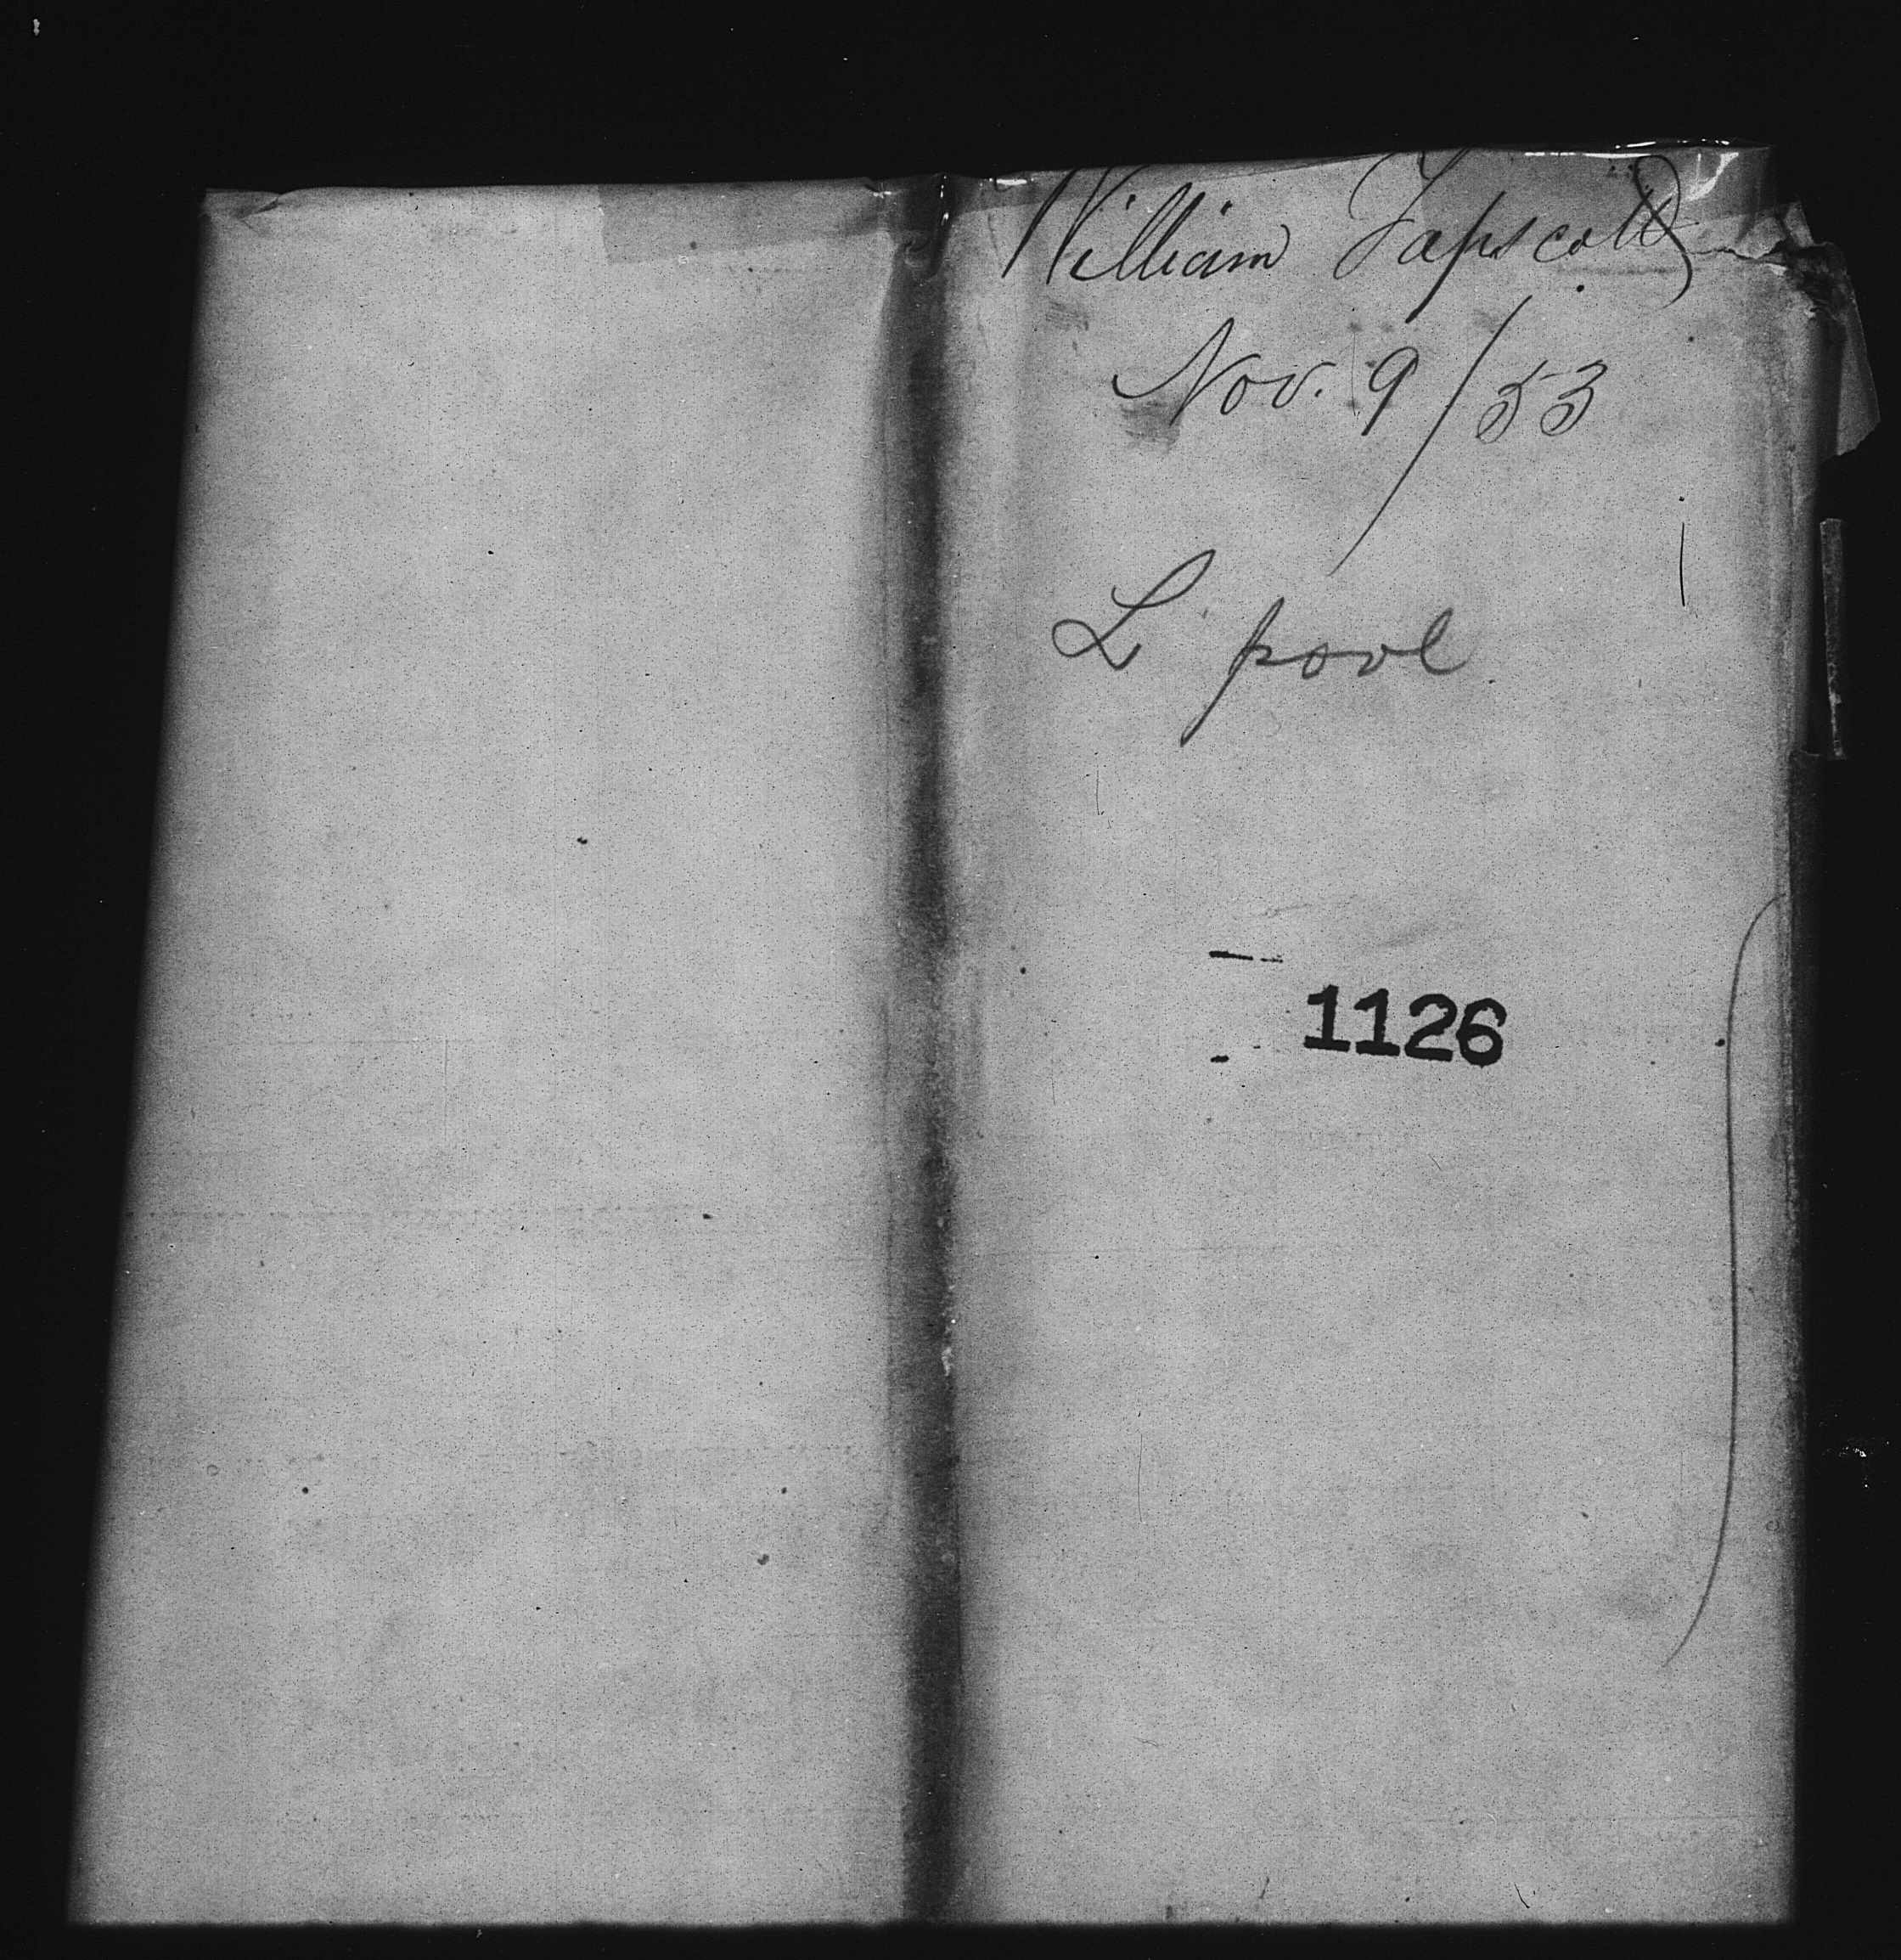 William Tapscott
Nov. 9/53
L pool
1126